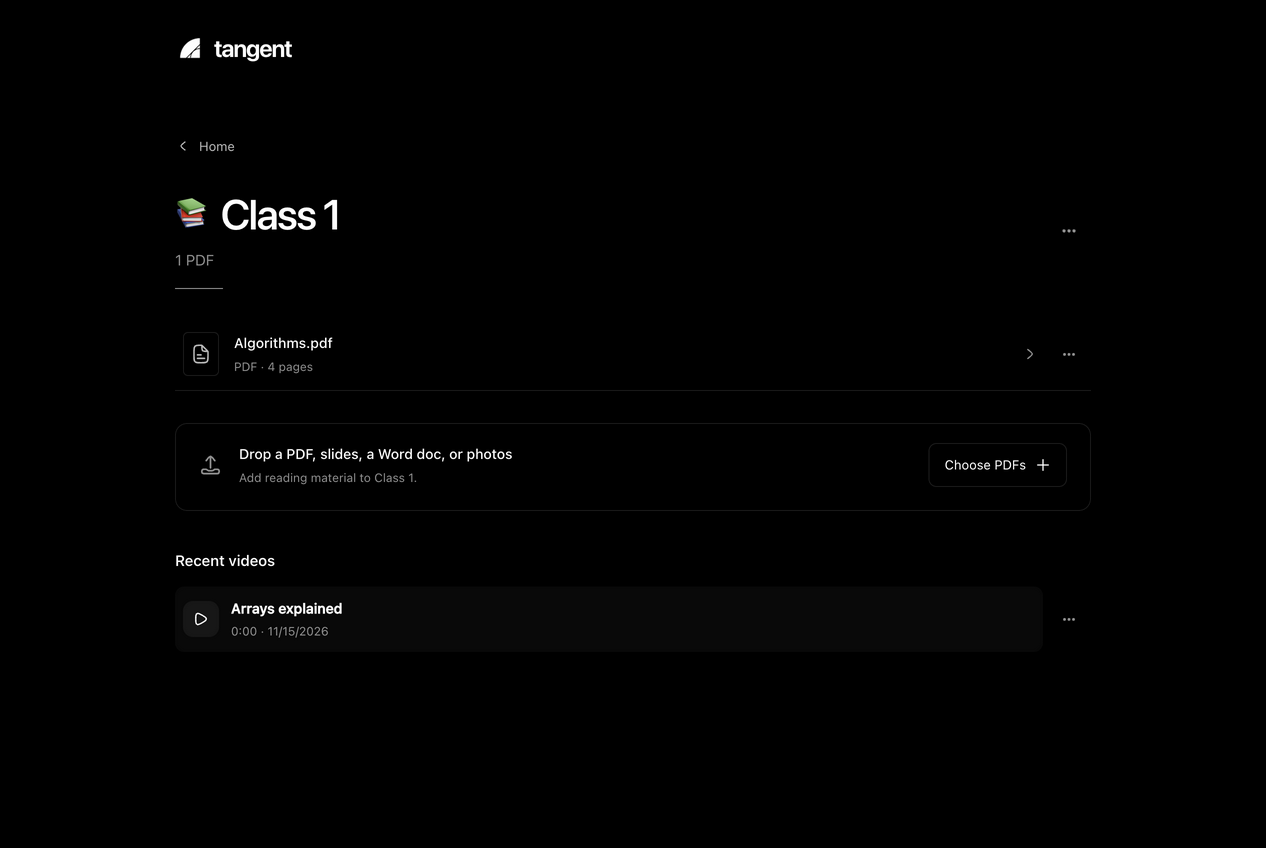 tangent
Home
Class 1
1 PDF
Algorithms.pdf
PDF · 4 pages
Drop a PDF, slides, a Word doc, or photos
Add reading material to Class 1.
Choose PDFs
Recent videos
Arrays explained
0:00 · 11/15/2026